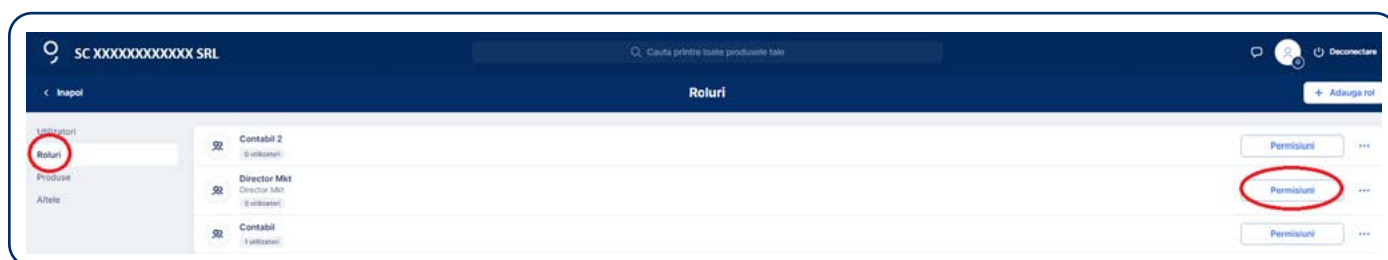 SC XXXXXXXXXXXX SRL
Cauta printre toate produsele tale
Deconectare
< Inapoi
Roluri
+ Adauga rol
Utilizatori
Roluri
Produse
Altele
Contabil 2
0 utilizatori
Permisiuni
Director Mkt
Director Mkt
0 utilizatori
Permisiuni
Contabil
1 utilizatori
Permisiuni